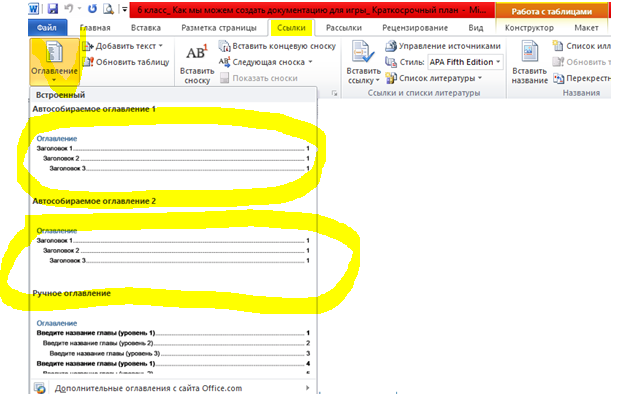 6 класс_ Как мы можем создать документацию для игры_ Краткосрочный план - Mi...
Работа с таблицами
Файл Главная Вставка Разметка страницы Ссылки Рассылки Рецензирование Вид Конструктор Макет
Оглавление
Добавить текст
Обновить таблицу
AB1
Вставить сноску
Вставить концевую сноску
Следующая сноска
Показать сноски
Вставить ссылку
Управление источниками
Стиль: APA Fifth Edition
Список литературы
Ссылки и списки литературы
Вставить название
Список илл
Обновить т
Перекрестн
Названия
Встроенный
Автособираемое оглавление 1
Оглавление
Заголовок 1 1
Заголовок 2 1
Заголовок 3 1
Автособираемое оглавление 2
Оглавление
Заголовок 1 1
Заголовок 2 1
Заголовок 3 1
Ручное оглавление
Оглавление
Введите название главы (уровень 1) 1
Введите название главы (уровень 2) 2
Введите название главы (уровень 3) 3
Введите название главы (уровень 1) 4
Дополнительные оглавления с сайта Office.com